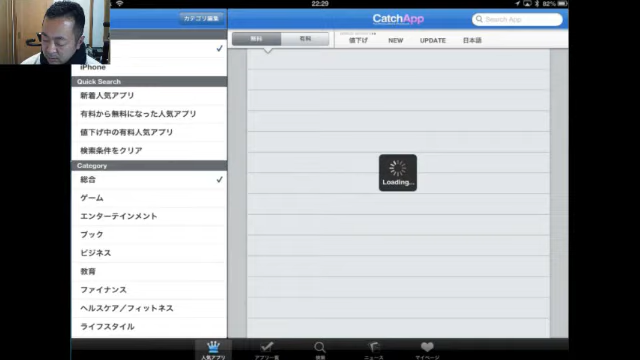 22:29
82%
カテゴリ編集
CatchApp
Search App
無料
有料
値下げ
NEW
UPDATE
日本語
iPhone
Quick Search
新着人気アプリ
有料から無料になった人気アプリ
値下げ中の有料人気アプリ
検索条件をクリア
Category
総合
ゲーム
エンターテインメント
ブック
ビジネス
教育
ファイナンス
ヘルスケア/フィットネス
ライフスタイル
Loading...
人気アプリ
アプリ一覧
検索
ニュース
マイページ